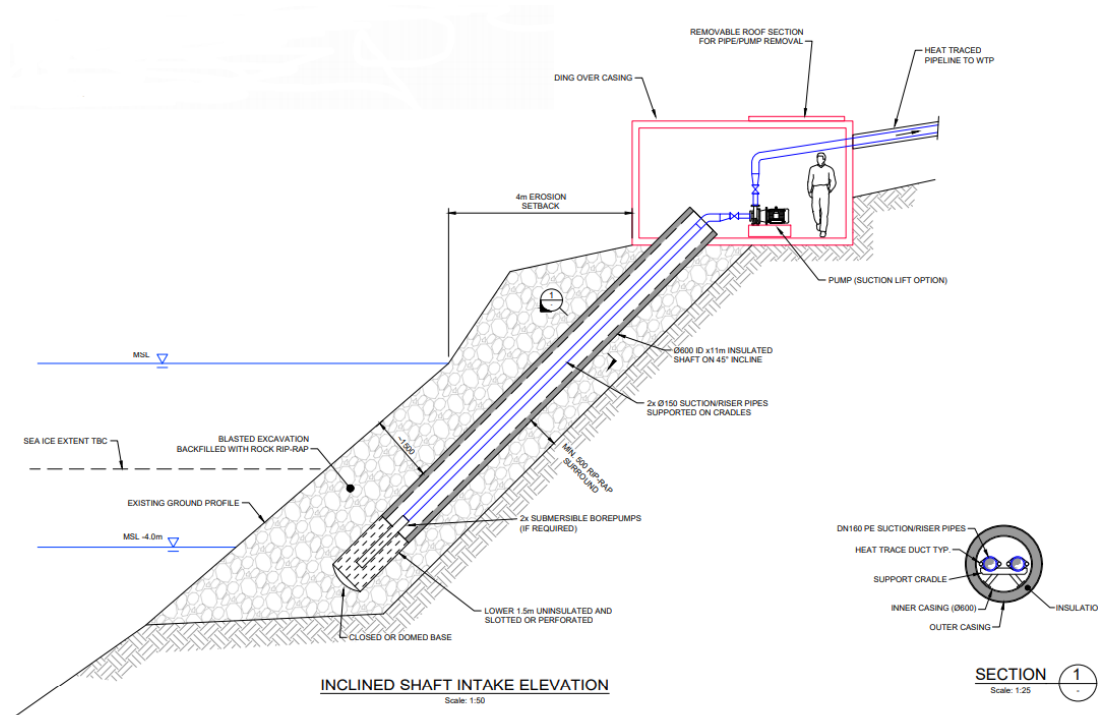 REMOVABLE ROOF SECTION
FOR PIPE/PUMP REMOVAL
HEAT TRACED
PIPELINE TO WTP
DING OVER CASING
4m EROSION
SETBACK
PUMP (SUCTION LIFT OPTION)
1
-
MSL
Ø600 ID x11m INSULATED
SHAFT ON 45° INCLINE
2x Ø150 SUCTION/RISER PIPES
SUPPORTED ON CRADLES
SEA ICE EXTENT TBC
BLASTED EXCAVATION
BACKFILLED WITH ROCK RIP-RAP
~1500
MIN. 500 RIP-RAP
SURROUND
EXISTING GROUND PROFILE
2x SUBMERSIBLE BOREPUMPS
(IF REQUIRED)
MSL -4.0m
DN160 PE SUCTION/RISER PIPES
HEAT TRACE DUCT TYP.
SUPPORT CRADLE
INNER CASING (Ø600)
INSULATIO
OUTER CASING
LOWER 1.5m UNINSULATED AND
SLOTTED OR PERFORATED
CLOSED OR DOMED BASE
INCLINED SHAFT INTAKE ELEVATION
Scale: 1:50
SECTION 1
Scale: 1:25 -